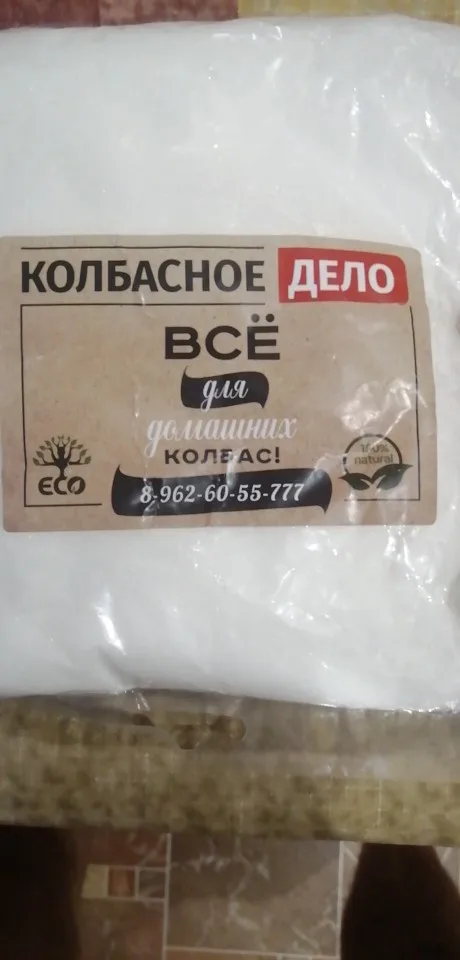 КОЛБАСНОЕ ДЕЛО
ВСЁ
для
домашних
КОЛБАС!
ECO
100% natural
8-962-60-55-777